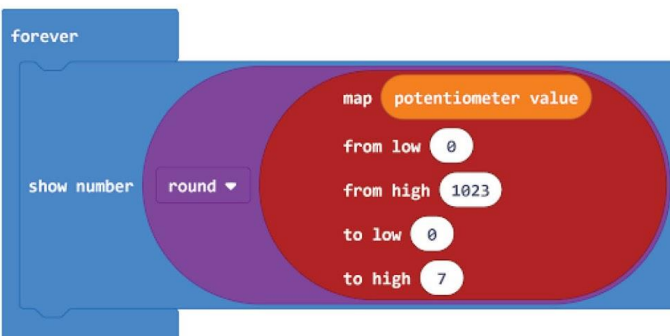 forever
map potentiometer value
from low 0
show number round from high 1023
to low 0
to high 7